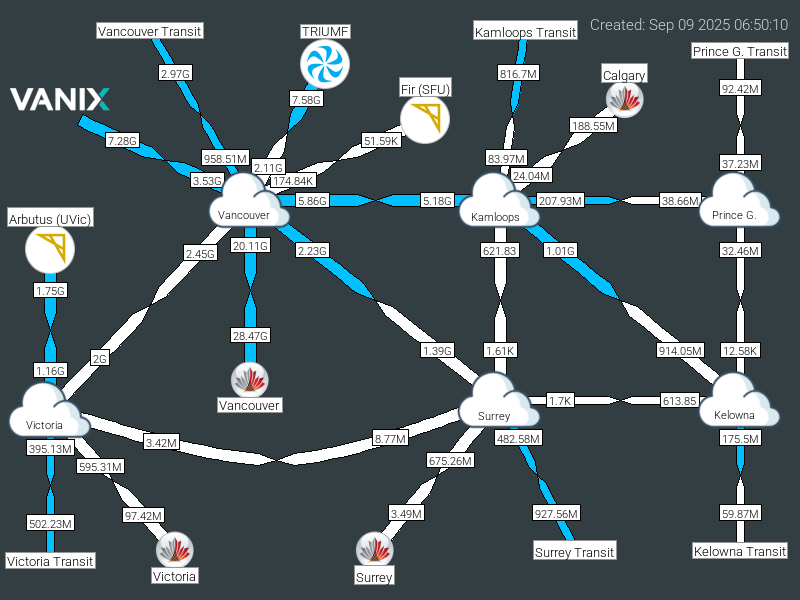 Created: Sep 09 2025 06:50:10
Vancouver Transit
TRIUMF
Kamloops Transit
Prince G. Transit
2.97G
816.7M
Calgary
Fir (SFU)
92.42M
VANIX
7.58G
188.55M
7.28G
51.59K
958.51M
83.97M
37.23M
2.11G
24.04M
3.53G
174.84K
5.86G
5.18G
207.93M
38.66M
Vancouver
Kamloops
Prince G.
Arbutus (UVic)
20.11G
2.45G
2.23G
621.83
1.01G
32.46M
1.75G
28.47G
2G
1.39G
1.61K
914.05M
12.58K
1.16G
Vancouver
1.7K
613.85
Victoria
Surrey
Kelowna
395.13M
3.42M
8.77M
482.58M
175.5M
595.31M
675.26M
502.23M
97.42M
3.49M
927.56M
59.87M
Victoria Transit
Victoria
Surrey
Surrey Transit
Kelowna Transit